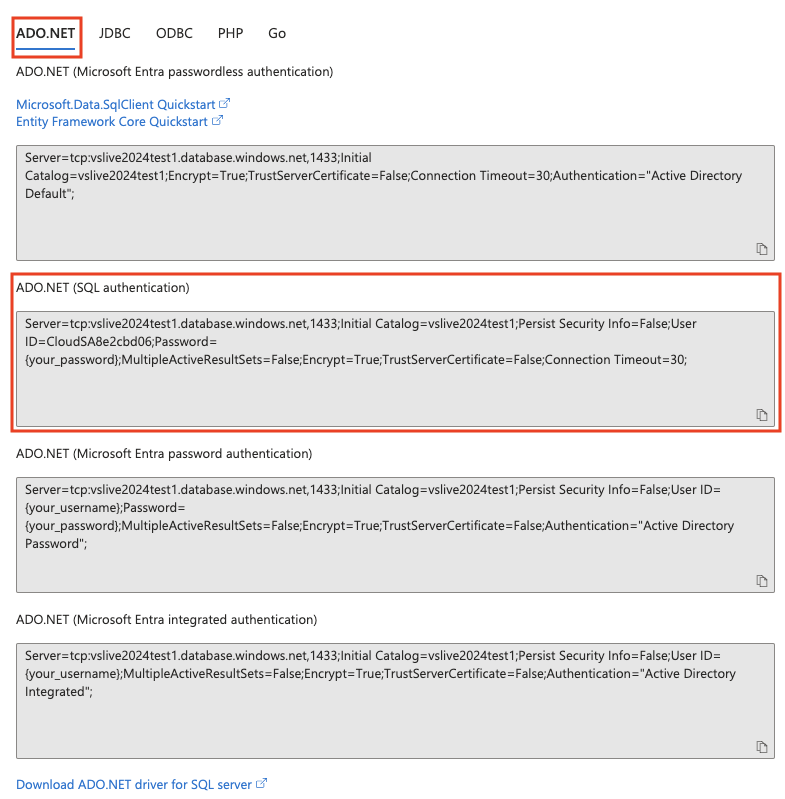 ADO.NET JDBC ODBC PHP Go
ADO.NET (Microsoft Entra passwordless authentication)
Microsoft.Data.SqlClient Quickstart
Entity Framework Core Quickstart
Server=tcp:vslive2024test1.database.windows.net,1433;Initial
Catalog=vslive2024test1;Encrypt=True;TrustServerCertificate=False;Connection Timeout=30;Authentication="Active Directory
Default";
ADO.NET (SQL authentication)
Server=tcp:vslive2024test1.database.windows.net,1433;Initial Catalog=vslive2024test1;Persist Security Info=False;User
ID=CloudSA8e2cbd06;Password=
{your_password};MultipleActiveResultSets=False;Encrypt=True;TrustServerCertificate=False;Connection Timeout=30;
ADO.NET (Microsoft Entra password authentication)
Server=tcp:vslive2024test1.database.windows.net,1433;Initial Catalog=vslive2024test1;Persist Security Info=False;User ID=
{your_username};Password=
{your_password};MultipleActiveResultSets=False;Encrypt=True;TrustServerCertificate=False;Authentication="Active Directory
Password";
ADO.NET (Microsoft Entra integrated authentication)
Server=tcp:vslive2024test1.database.windows.net,1433;Initial Catalog=vslive2024test1;Persist Security Info=False;User ID=
{your_username};MultipleActiveResultSets=False;Encrypt=True;TrustServerCertificate=False;Authentication="Active Directory
Integrated";
Download ADO.NET driver for SQL server